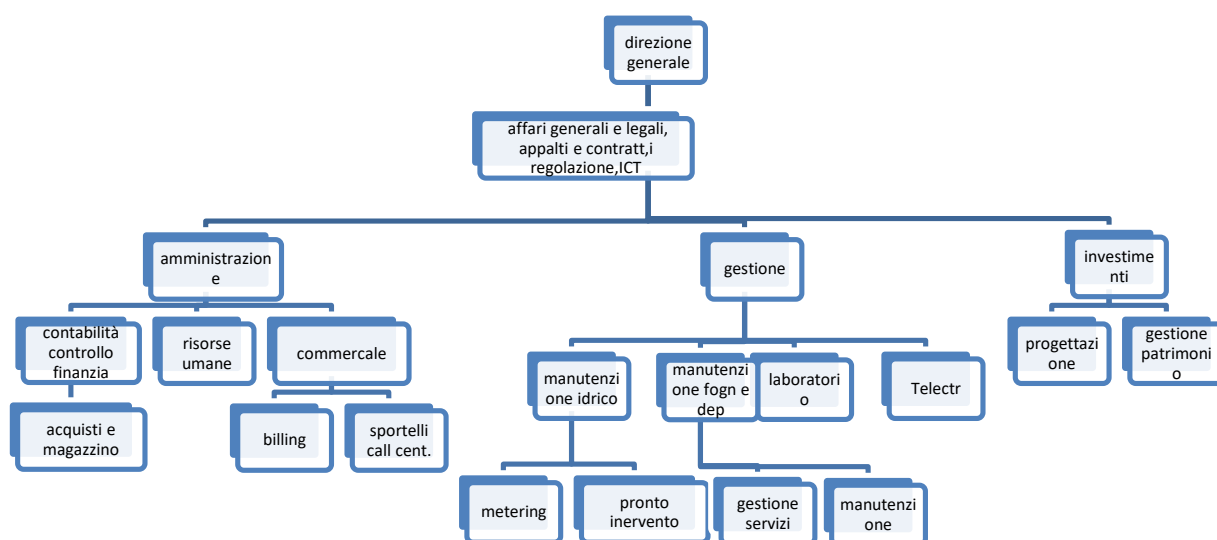 direzione
generale
affari generali e legali,
appalti e contratt,i
regolazione,ICT
amministrazion
e
gestione
investime
nti
contabilità
controllo
finanzia
risorse
umane
commercale
manutenzi
one idrico
manutenzi
one fogn e
dep
laboratori
o
Telectr
progettazi
one
gestione
patrimoni
o
acquisti e
magazzino
billing
sportelli
call cent.
metering
pronto
inervento
gestione
servizi
manutenzi
one